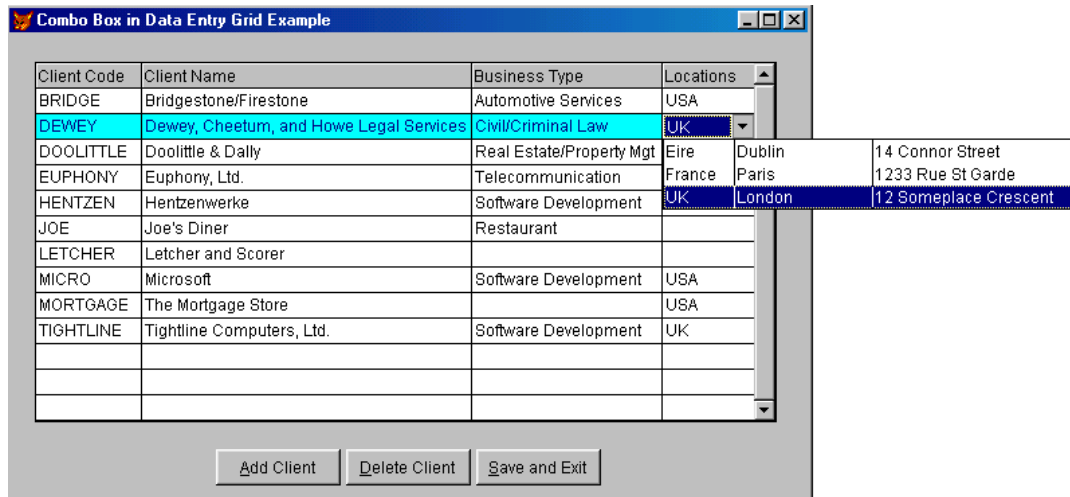 Combo Box in Data Entry Grid Example
Client Code Client Name Business Type Locations
BRIDGE Bridgestone/Firestone Automotive Services USA
DEWEY Dewey, Cheetum, and Howe Legal Services Civil/Criminal Law UK
DOOLITTLE Doolittle & Dally Real Estate/Property Mgt Eire Dublin 14 Connor Street
EUPHONY Euphony, Ltd. Telecommunication France Paris 1233 Rue St Garde
HENTZEN Hentzenwerke Software Development UK London 12 Someplace Crescent
JOE Joe's Diner Restaurant
LETCHER Letcher and Scorer
MICRO Microsoft Software Development USA
MORTGAGE The Mortgage Store USA
TIGHTLINE Tightline Computers, Ltd. Software Development UK
Add Client Delete Client Save and Exit